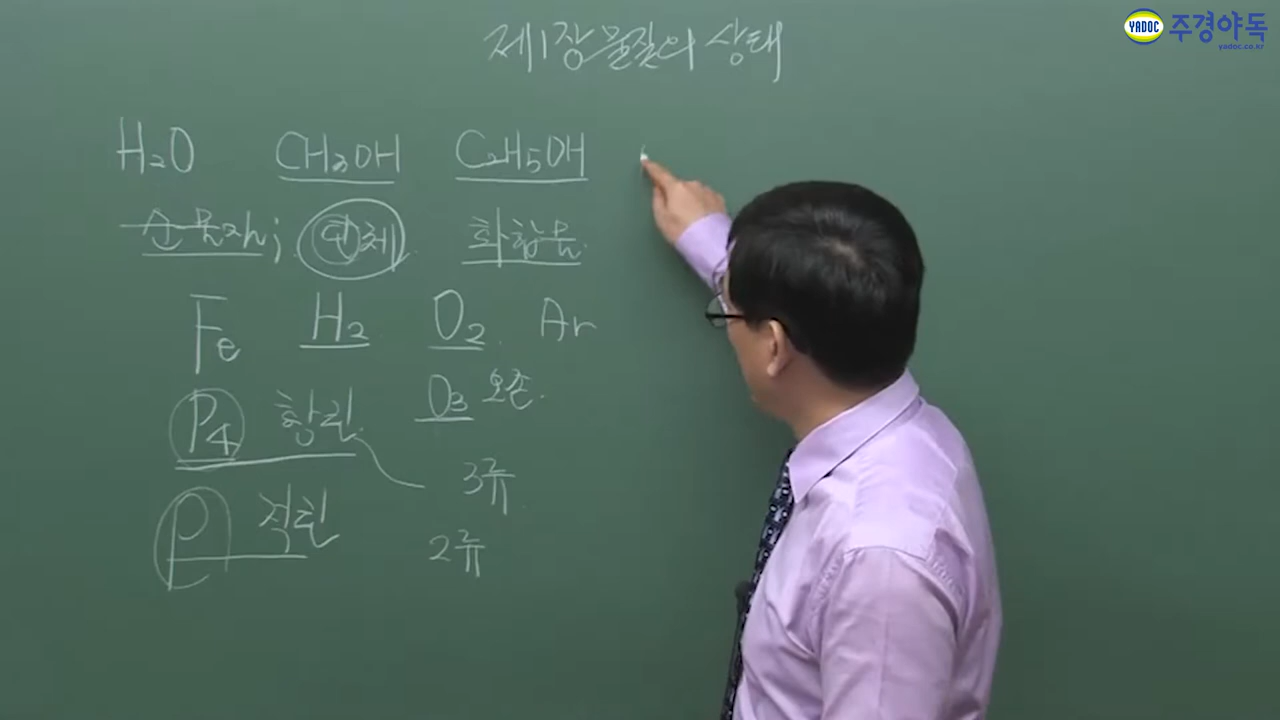 YADOC 주경야독
yadoc.co.kr
제1장 물질의 상태
H₂O CH₃OH C₂H₅OH
순물질; 단체 화합물
Fe H₂ O₂ Ar
P₄ 황린 O₃ 오존.
3류
P 적린
2류